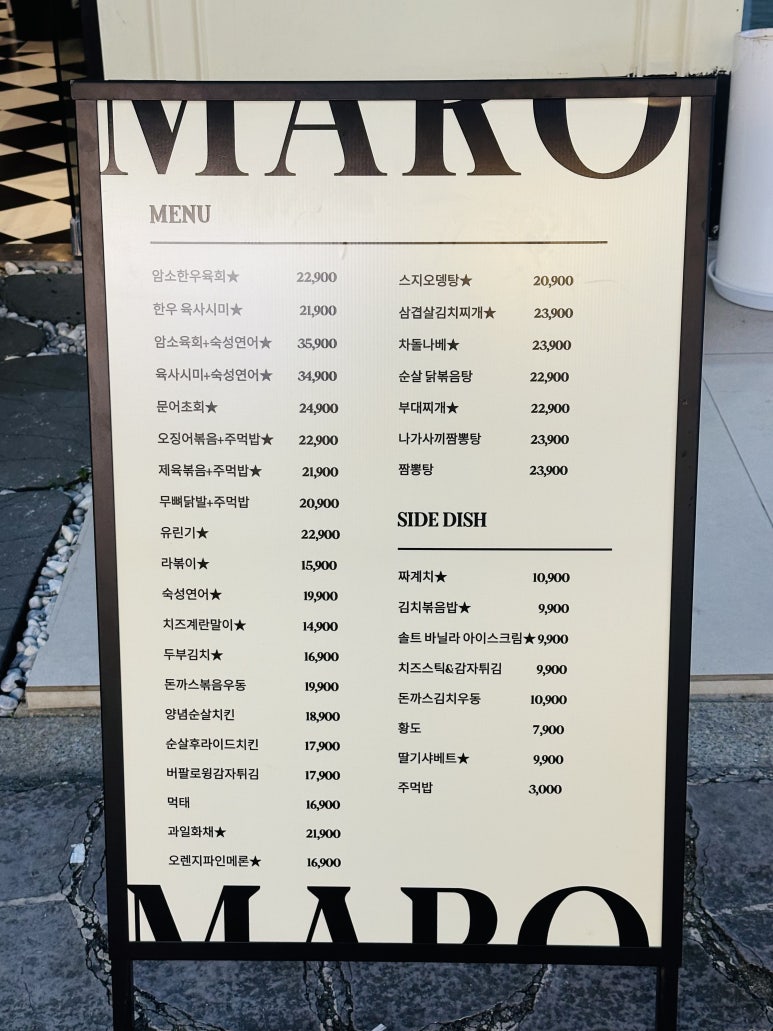 MARO
MENU
암소한우육회★ 22,900
한우 육사시미★ 21,900
암소육회+숙성연어★ 35,900
육사시미+숙성연어★ 34,900
문어초회★ 24,900
오징어볶음+주먹밥★ 22,900
제육볶음+주먹밥★ 21,900
무뼈닭발+주먹밥 20,900
유린기★ 22,900
라볶이★ 15,900
숙성연어★ 19,900
치즈계란말이★ 14,900
두부김치★ 16,900
돈까스볶음우동 19,900
양념순살치킨 18,900
순살후라이드치킨 17,900
버팔로윙감자튀김 17,900
먹태 16,900
과일화채★ 21,900
오렌지파인메론★ 16,900
스지오뎅탕★ 20,900
삼겹살김치찌개★ 23,900
차돌나베★ 23,900
순살 닭볶음탕 22,900
부대찌개★ 22,900
나가사끼짬뽕탕 23,900
짬뽕탕 23,900
SIDE DISH
짜계치★ 10,900
김치볶음밥★ 9,900
솔트 바닐라 아이스크림★ 9,900
치즈스틱&감자튀김 9,900
돈까스김치우동 10,900
황도 7,900
딸기샤베트★ 9,900
주먹밥 3,000
MARO